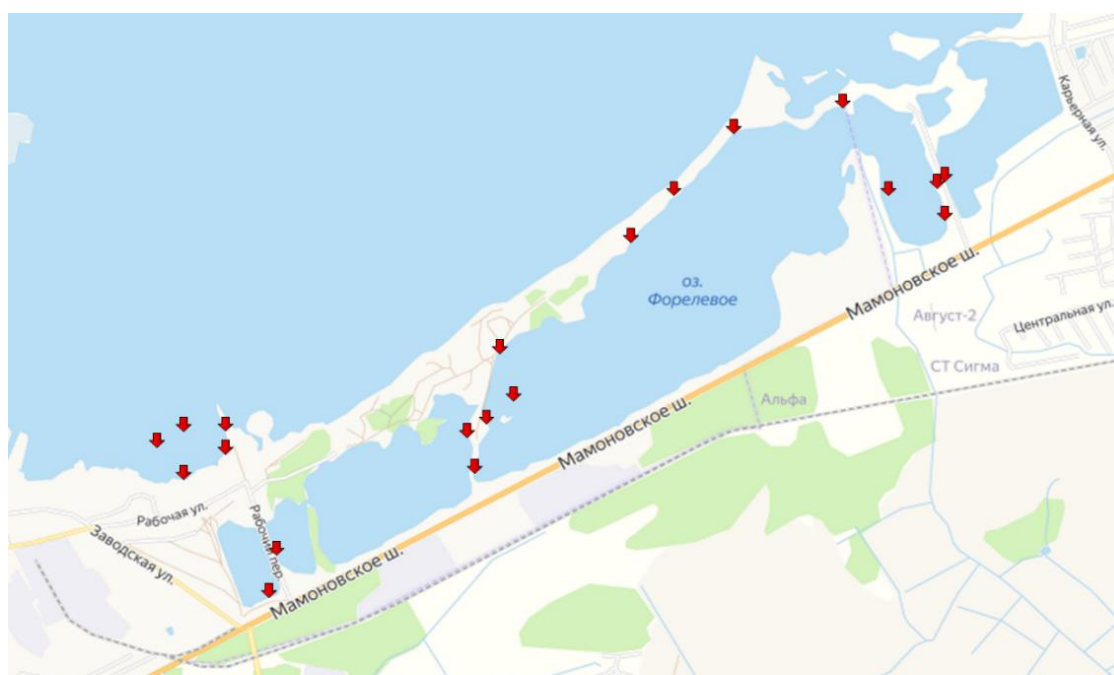 Карьерная ул.
оз.
Форелевое
Мамоновское ш.
Август-2
Центральная ул.
СТ Сигма
Альфа
Мамоновское ш.
Рабочая ул.
Заводская ул.
Рабочий пер.
Мамоновское ш.